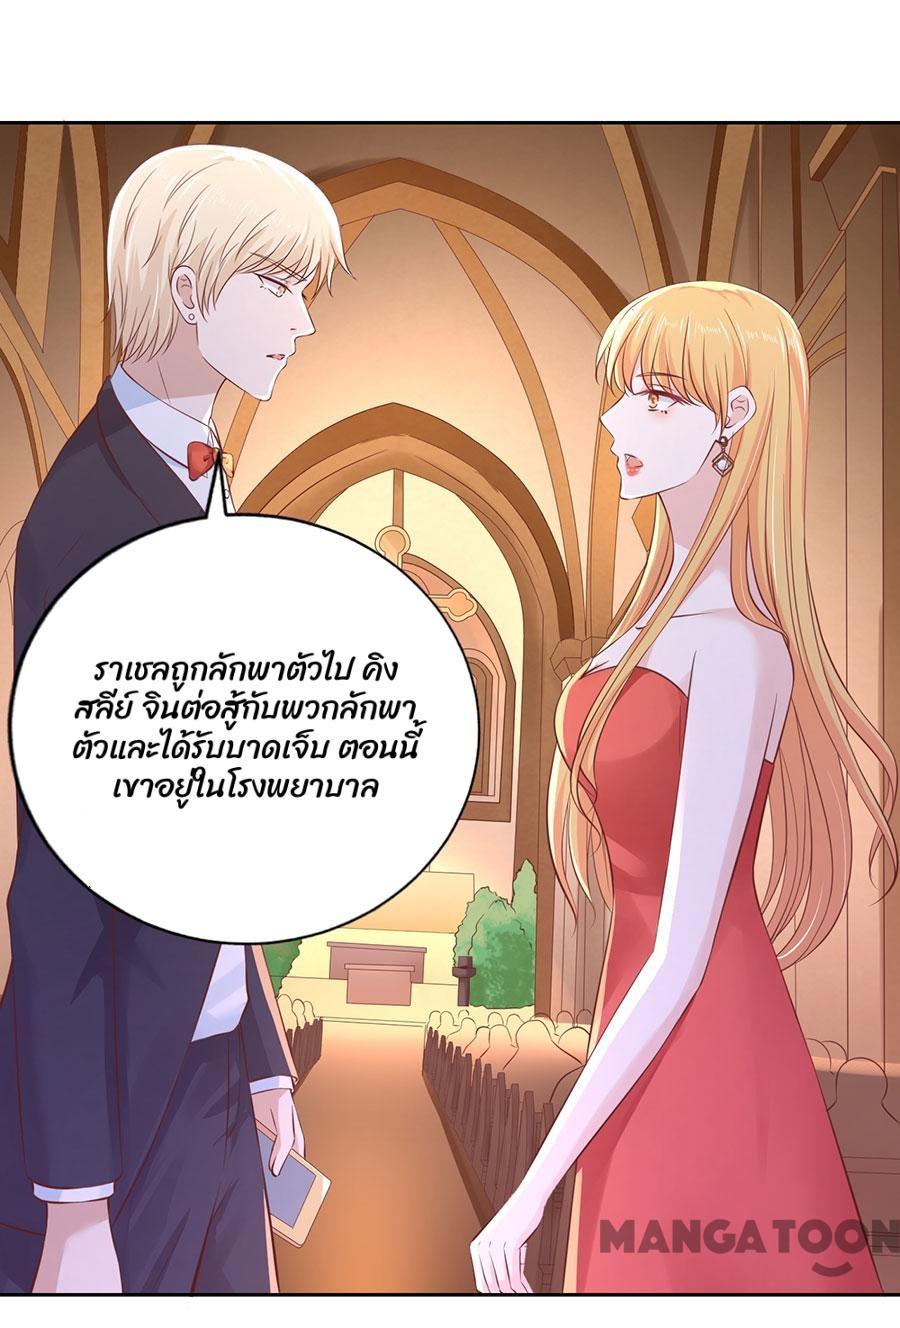 ราเชลถูกลักพาตัวไป คิง
สลีย์ จินต่อสู้กับพวกลักพา
ตัวและได้รับบาดเจ็บ ตอนนี้
เขาอยู่ในโรงพยาบาล
MANGATOON